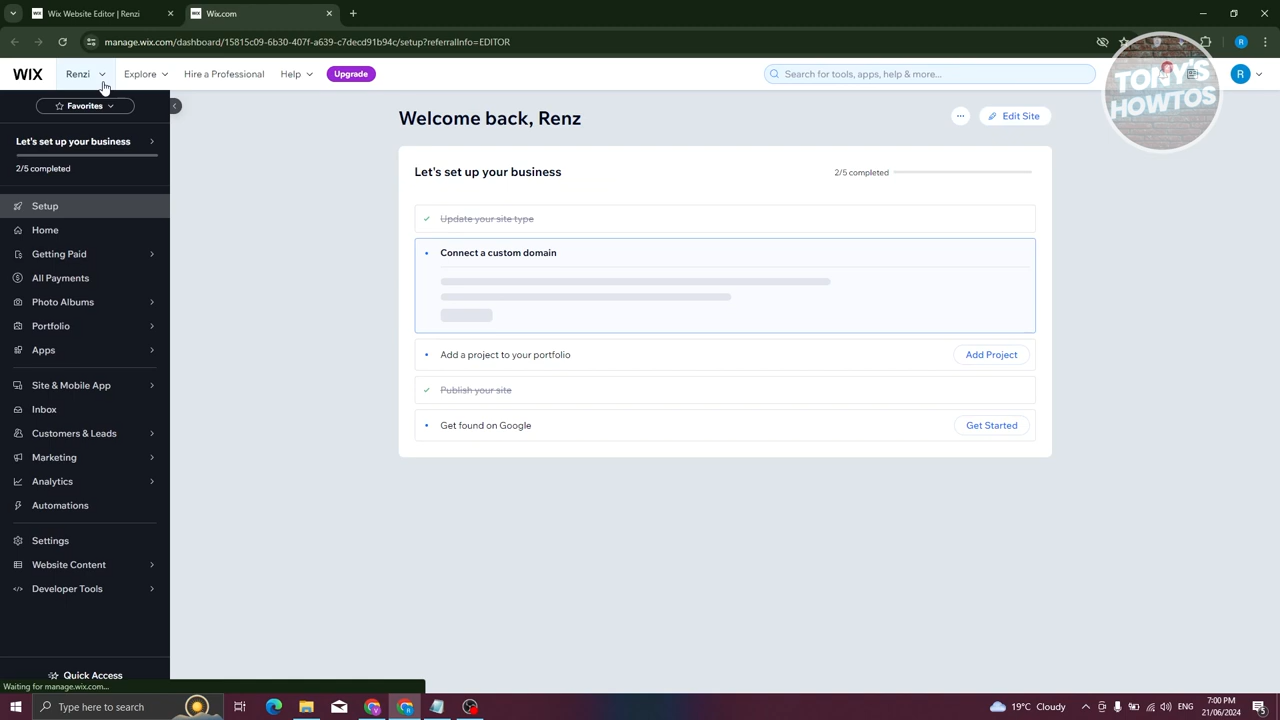 Wix Website Editor | Renzi
Wix.com
manage.wix.com/dashboard/15815c09-6b30-407f-a639-c7decd91b94c/setup?referralInfo=EDITOR
WIX
Renzi
Explore
Hire a Professional
Help
Upgrade
Search for tools, apps, help & more...
R
R
TONY'S
HOWTOS
Favorites
Let's set up your business
2/5 completed
Setup
Home
Getting Paid
All Payments
Photo Albums
Portfolio
Apps
Site & Mobile App
Inbox
Customers & Leads
Marketing
Analytics
Automations
Settings
Website Content
Developer Tools
Quick Access
Waiting for manage.wix.com...
Welcome back, Renz
Edit Site
Let's set up your business
2/5 completed
Update your site type
Connect a custom domain
Add a project to your portfolio
Add Project
Publish your site
Get found on Google
Get Started
Type here to search
19°C Cloudy
ENG
7:00 PM
21/06/2024